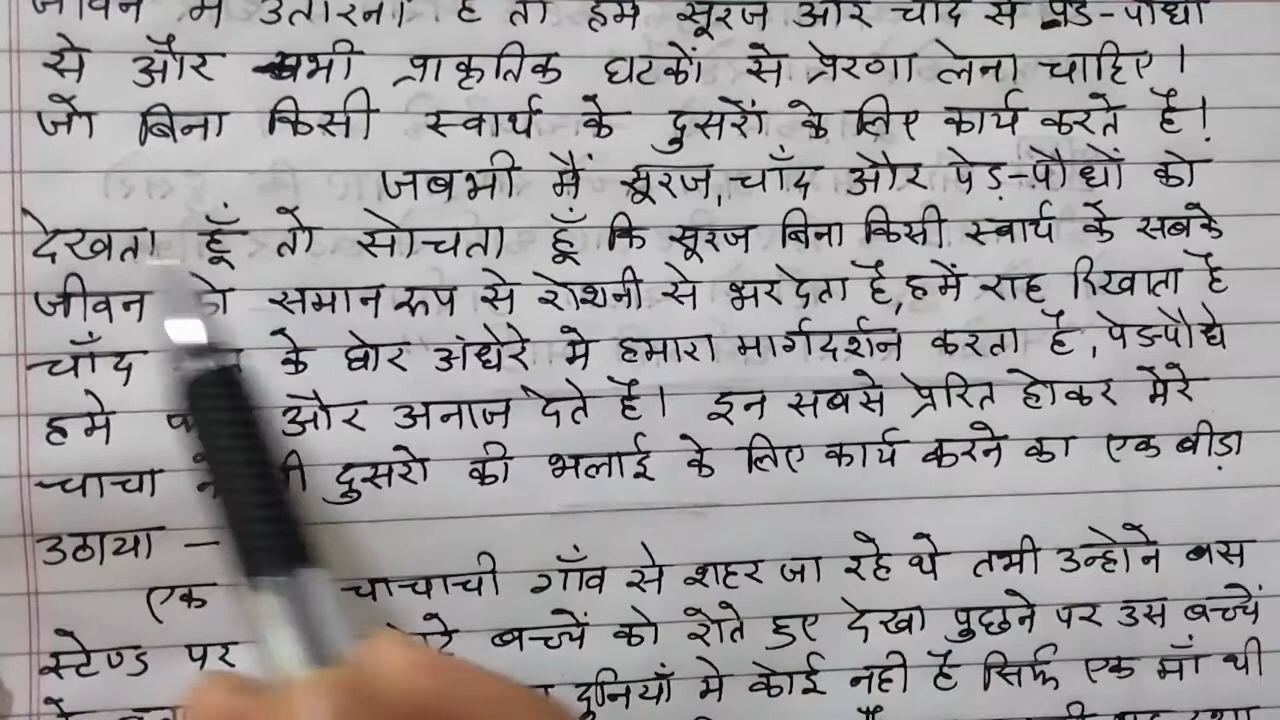 जीवन में उतारना है तो हमे सूरज और चाँद से पेड-पौधो
से और सभी प्राकृतिक घटकों से प्रेरणा लेना चाहिए।
जो बिना किसी स्वार्थ के दुसरों के लिए कार्य करते है।
जबभी मैं सूरज, चाँद और पेड़-पौधों को
देखता हूँ तो सोचता हूँ कि सूरज बिना किसी स्वार्थ के सबके
जीवन समान रूप से रोशनी से भरदेता है, हमें राह दिखाता है
चाँद के घोर अंधेरे मे हमारा मार्गदर्शन करता है, पेडपौधे
हमे और अनाज देते है। इन सबसे प्रेरित होकर मेरे
चाचा दुसरो की भलाई के लिए कार्य करने का एक बीड़ा
उठाया –
एक चाचाची गाँव से शहर जा रहे थे तभी उन्होने बस
स्टेण्ड पर बच्चें को रोते हुए देखा पुछने पर उस बच्चें
दुनियाँ मे कोई नही है सिर्फ एक माँ थी